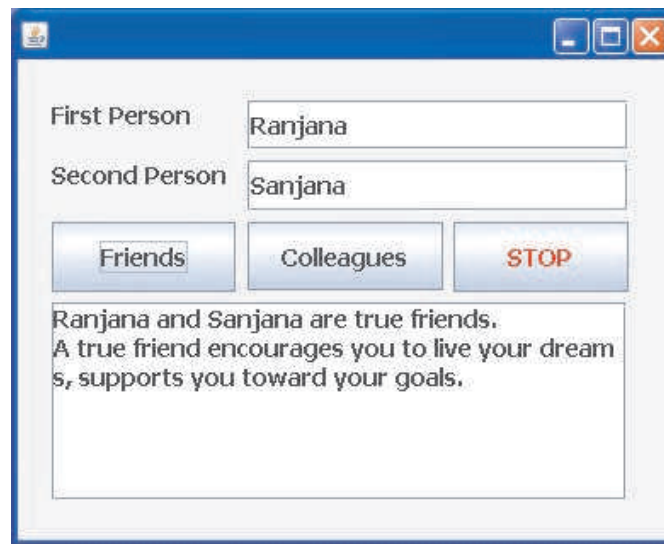 First Person
Ranjana
Second Person
Sanjana
Friends
Colleagues
STOP
Ranjana and Sanjana are true friends.
A true friend encourages you to live your dream
s, supports you toward your goals.